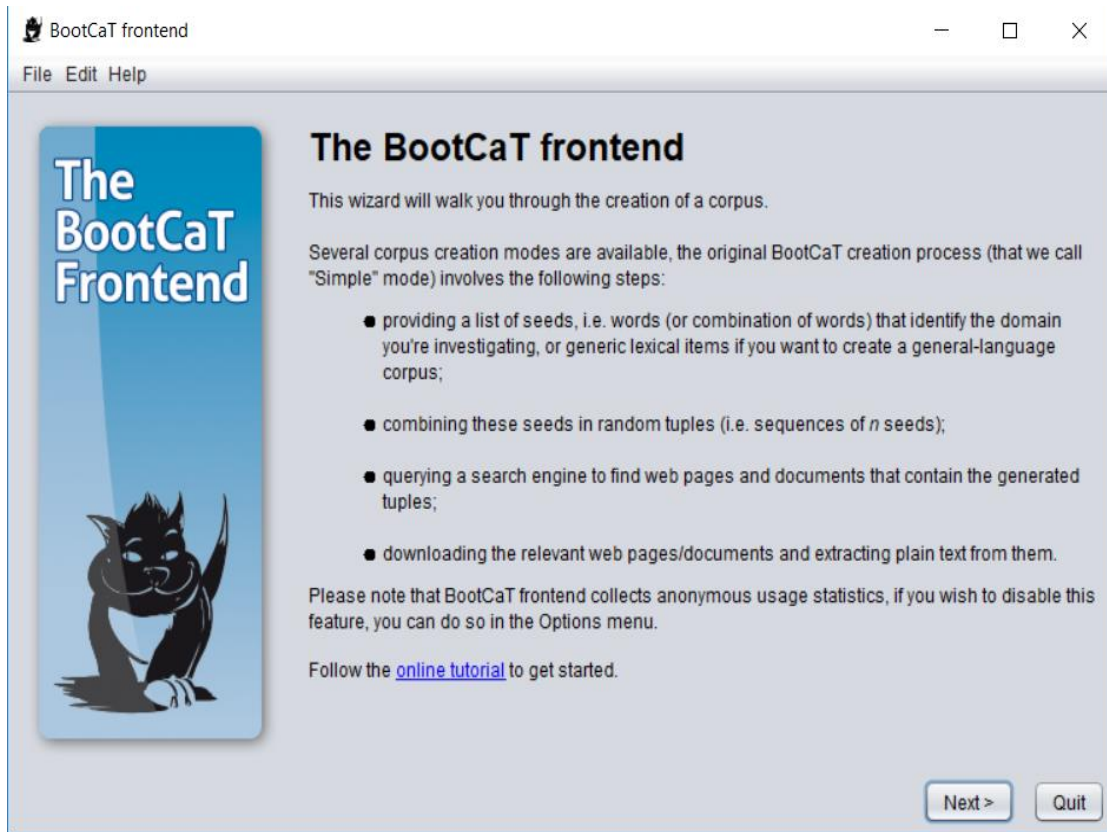 BootCaT frontend
File Edit Help
The
BootCaT
Frontend
The BootCaT frontend
This wizard will walk you through the creation of a corpus.
Several corpus creation modes are available, the original BootCaT creation process (that we call
"Simple" mode) involves the following steps:
● providing a list of seeds, i.e. words (or combination of words) that identify the domain
you're investigating, or generic lexical items if you want to create a general-language
corpus;
● combining these seeds in random tuples (i.e. sequences of n seeds);
● querying a search engine to find web pages and documents that contain the generated
tuples;
● downloading the relevant web pages/documents and extracting plain text from them.
Please note that BootCaT frontend collects anonymous usage statistics, if you wish to disable this
feature, you can do so in the Options menu.
Follow the online tutorial to get started.
Next >
Quit